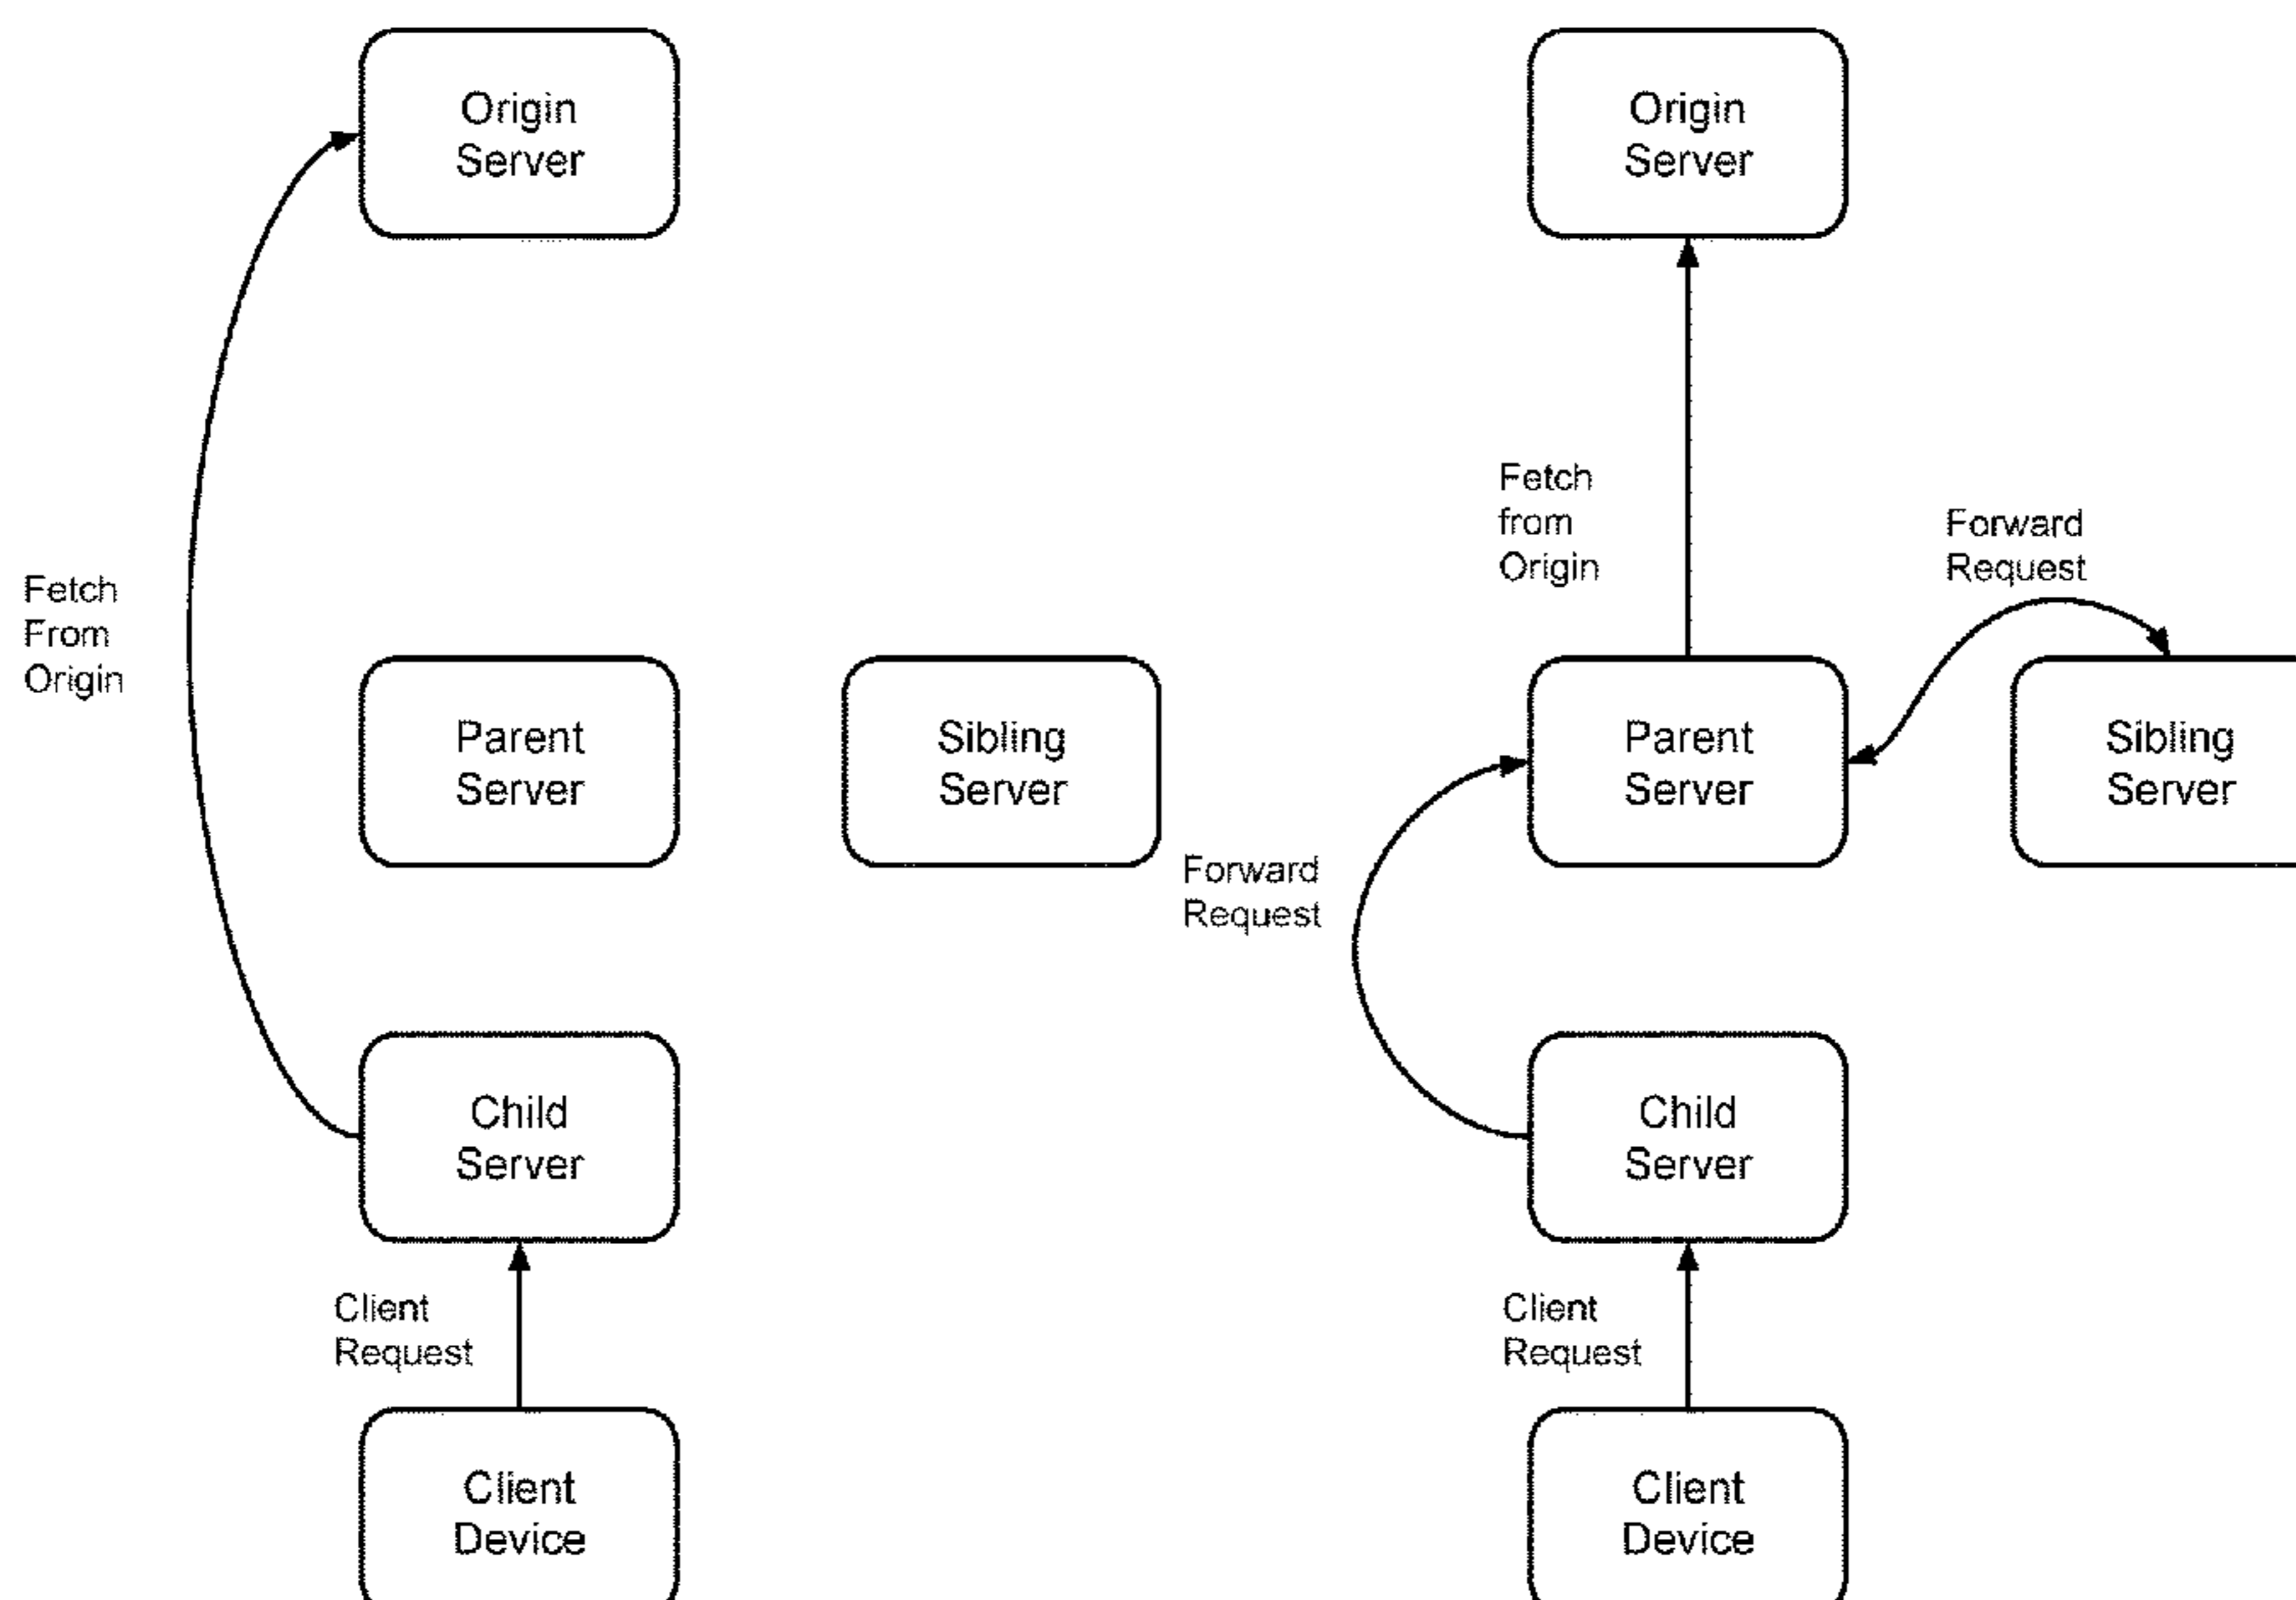 Origin
Server
Fetch
From
Origin
Parent
Server
Sibling
Server
Child
Server
Client
Request
Client
Device
Origin
Server
Fetch
from
Origin
Forward
Request
Parent
Server
Sibling
Server
Forward
Request
Child
Server
Client
Request
Client
Device